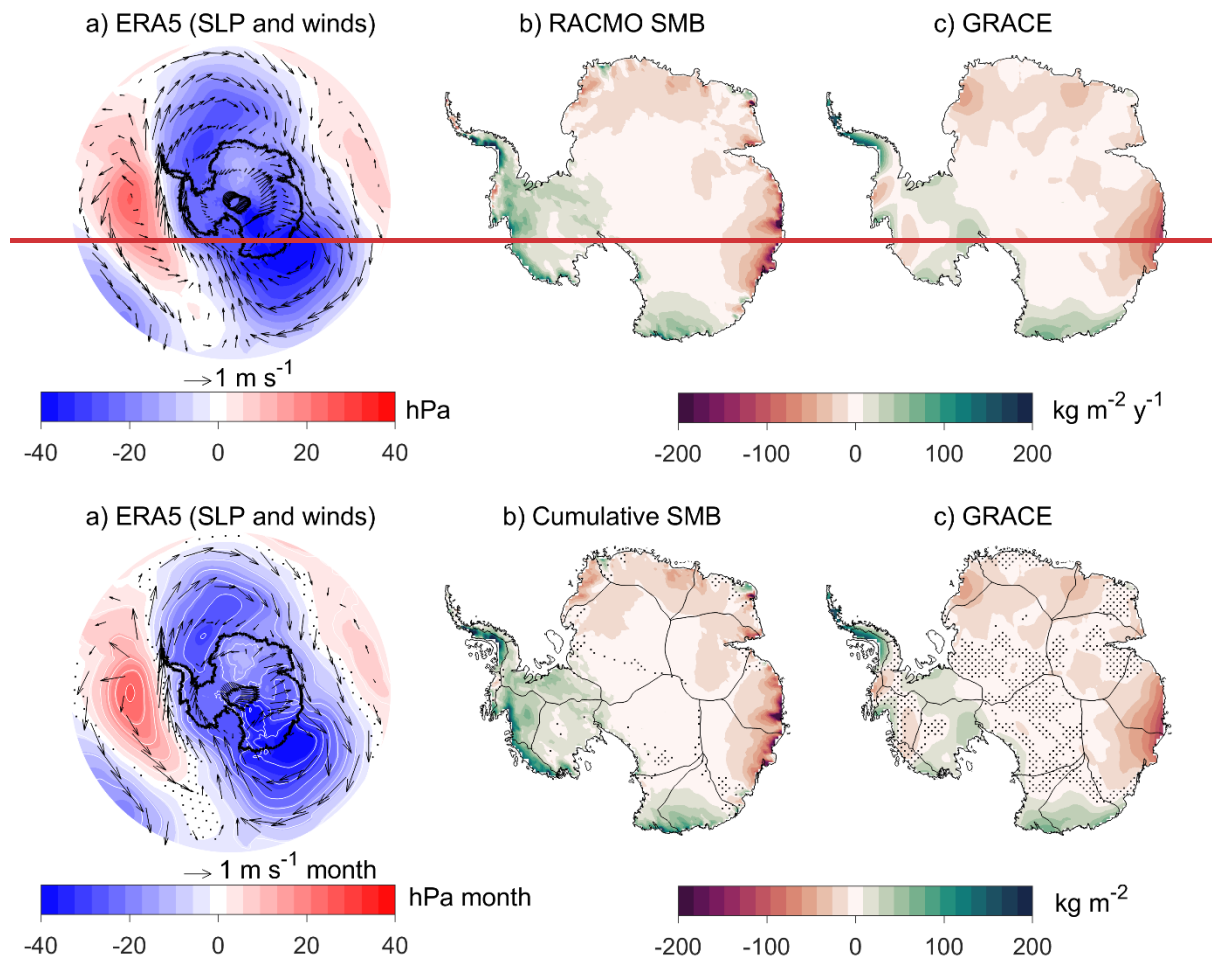 a) ERA5 (SLP and winds) b) RACMO SMB c) GRACE
→1 m s⁻¹
hPa kg m⁻² y⁻¹
-40 -20 0 20 40 -200 -100 0 100 200
a) ERA5 (SLP and winds) b) Cumulative SMB c) GRACE
→ 1 m s⁻¹ month
hPa month kg m⁻²
-40 -20 0 20 40 -200 -100 0 100 200